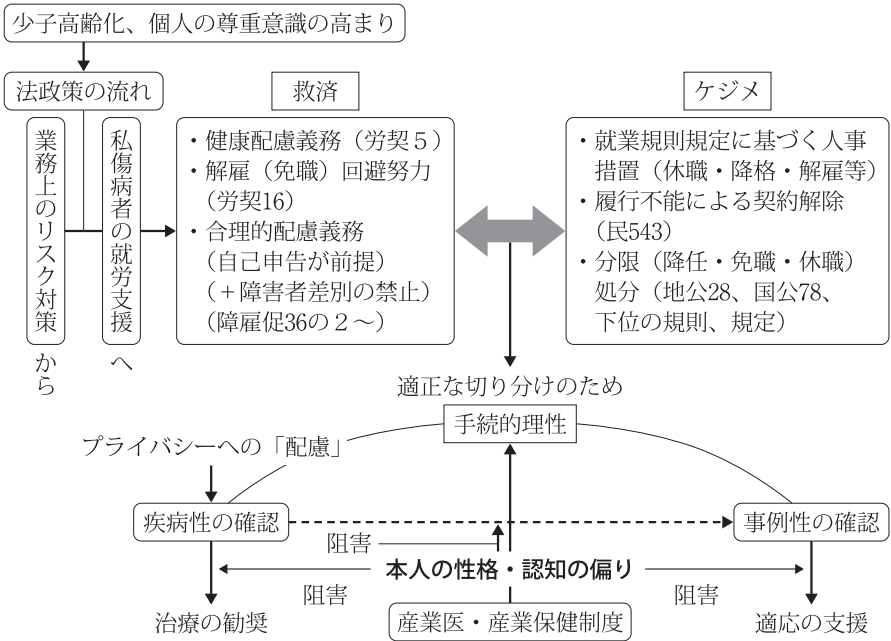 少子高齢化、個人の尊重意識の高まり
法政策の流れ
救済
ケジメ
業務上のリスク対策
から
私傷病者の就労支援
へ
・健康配慮義務（労契５）
・解雇（免職）回避努力
（労契16）
・合理的配慮義務
（自己申告が前提）
（＋障害者差別の禁止）
（障雇促36の２～）
・就業規則規定に基づく人事
措置（休職・降格・解雇等）
・履行不能による契約解除
（民543）
・分限（降任・免職・休職）
処分（地公28、国公78、
下位の規則、規定）
適正な切り分けのため
手続的理性
プライバシーへの「配慮」
疾病性の確認
事例性の確認
阻害
本人の性格・認知の偏り
阻害
阻害
治療の勧奨
産業医・産業保健制度
適応の支援